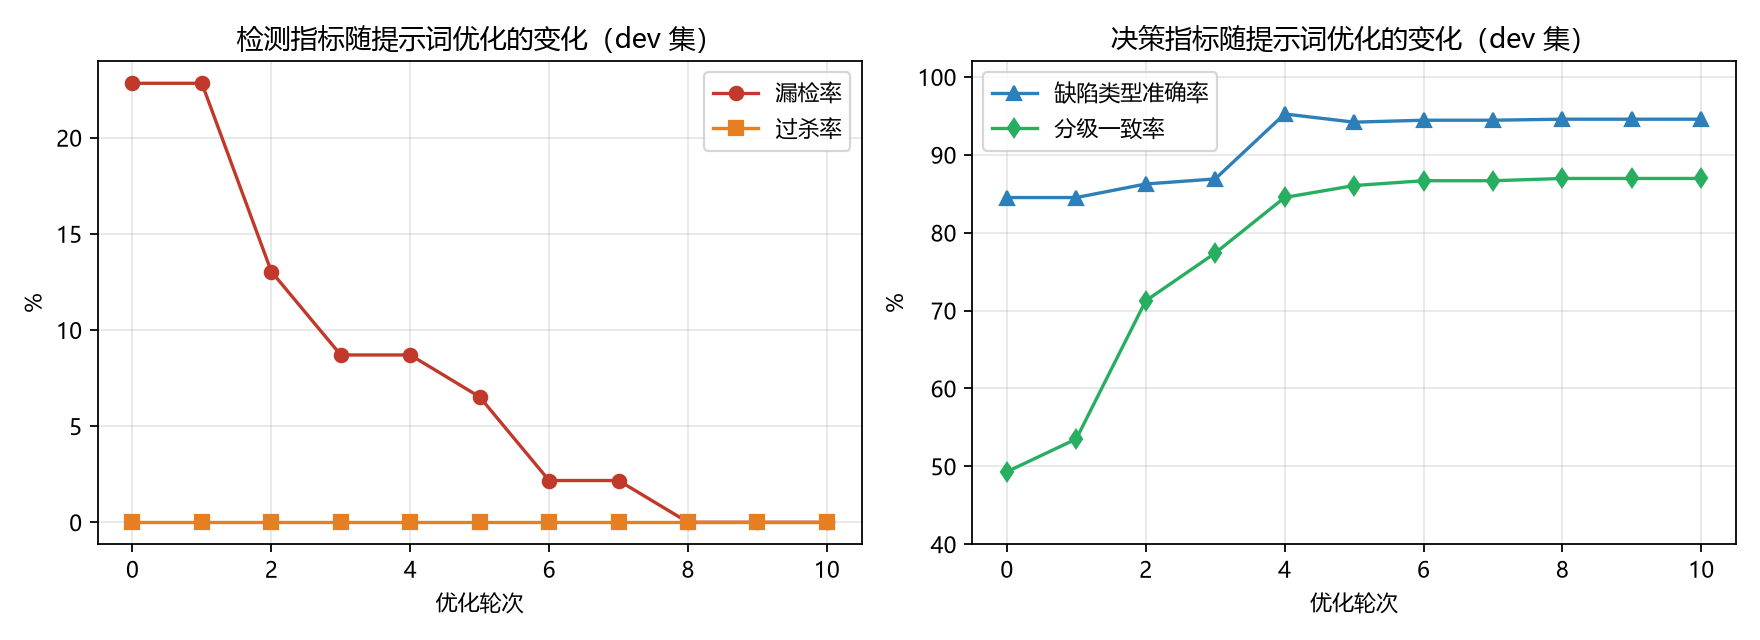 检测指标随提示词优化的变化（dev 集）
漏检率
过杀率
%
20
15
10
5
0
0 2 4 6 8 10
优化轮次
决策指标随提示词优化的变化（dev 集）
缺陷类型准确率
分级一致率
%
100
90
80
70
60
50
40
0 2 4 6 8 10
优化轮次